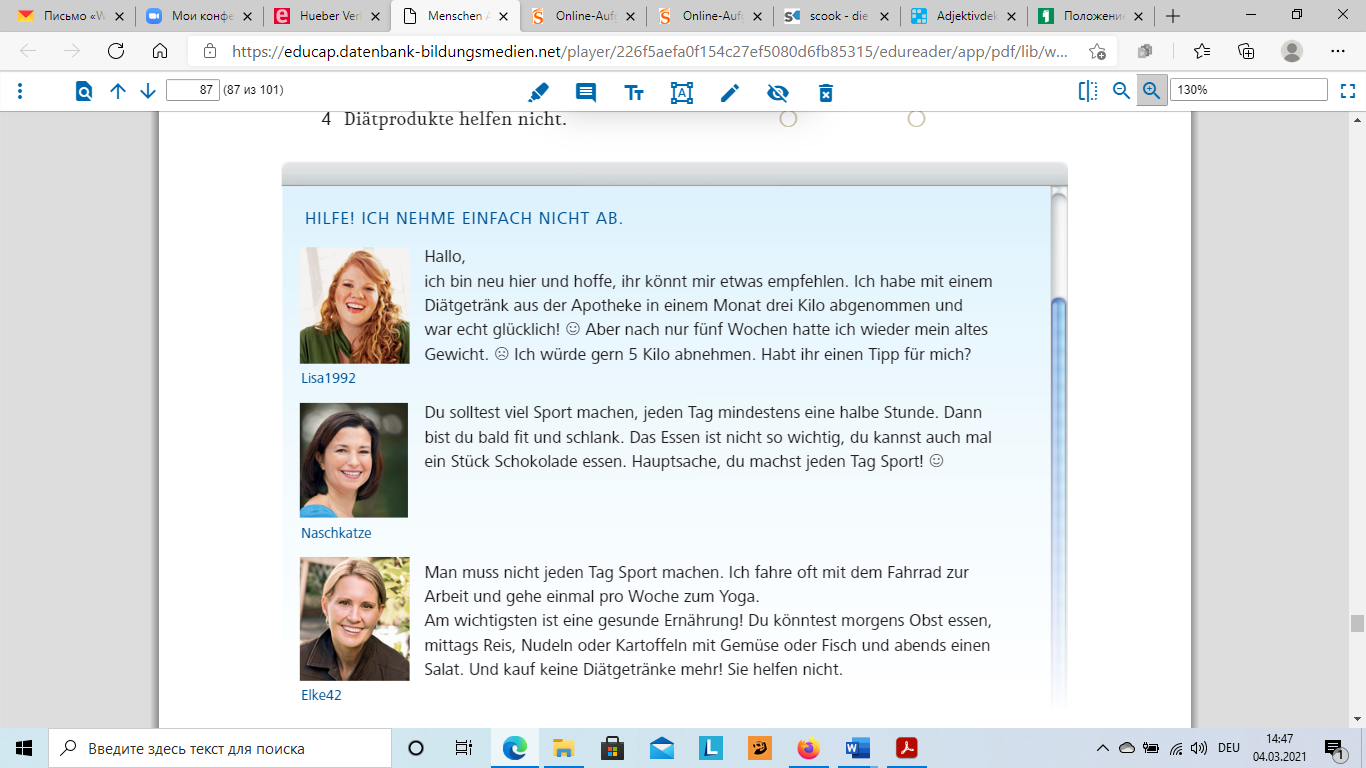 Письмо «W
Мои конфе
Hueber Ver
Menschen A
Online-Aufg
Online-Aufg
scook - die
Adjektivdek
Положение
https://educap.datenbank-bildungsmedien.net/player/226f5aefa0f154c27ef5080d6fb85315/edureader/app/pdf/lib/w...
87 (87 из 101)
130%
4 Diätprodukte helfen nicht.
HILFE! ICH NEHME EINFACH NICHT AB.
Hallo,
ich bin neu hier und hoffe, ihr könnt mir etwas empfehlen. Ich habe mit einem
Diätgetränk aus der Apotheke in einem Monat drei Kilo abgenommen und
war echt glücklich! ☺ Aber nach nur fünf Wochen hatte ich wieder mein altes
Gewicht. ☹ Ich würde gern 5 Kilo abnehmen. Habt ihr einen Tipp für mich?
Lisa1992
Du solltest viel Sport machen, jeden Tag mindestens eine halbe Stunde. Dann
bist du bald fit und schlank. Das Essen ist nicht so wichtig, du kannst auch mal
ein Stück Schokolade essen. Hauptsache, du machst jeden Tag Sport! ☺
Naschkatze
Man muss nicht jeden Tag Sport machen. Ich fahre oft mit dem Fahrrad zur
Arbeit und gehe einmal pro Woche zum Yoga.
Am wichtigsten ist eine gesunde Ernährung! Du könntest morgens Obst essen,
mittags Reis, Nudeln oder Kartoffeln mit Gemüse oder Fisch und abends einen
Salat. Und kauf keine Diätgetränke mehr! Sie helfen nicht.
Elke42
Введите здесь текст для поиска
DEU
14:47
04.03.2021
1